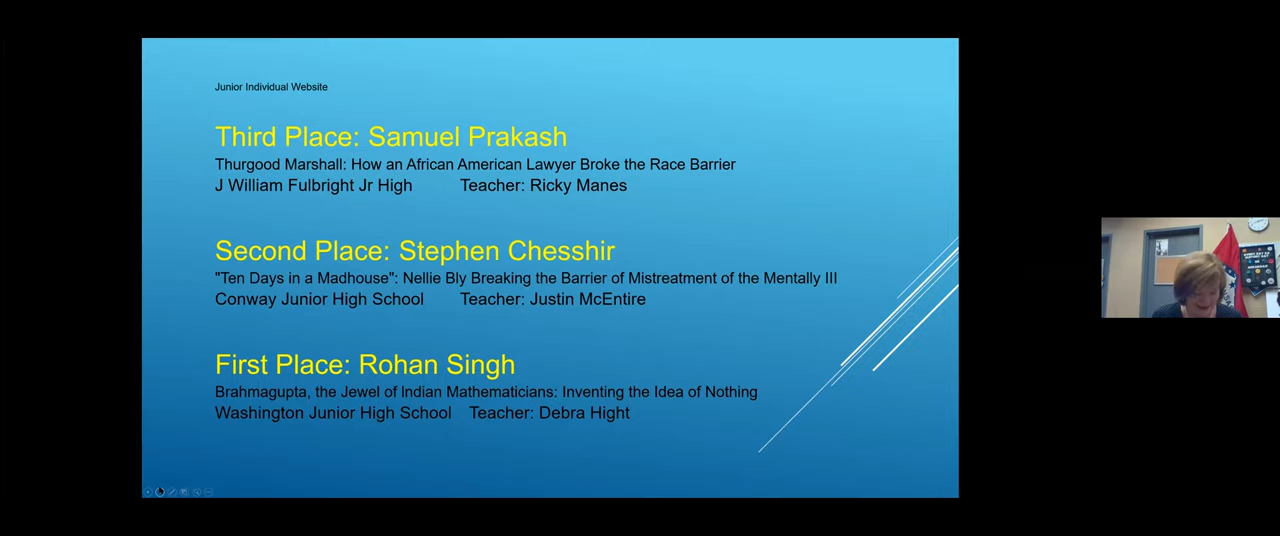 Junior Individual Website
Third Place: Samuel Prakash
Thurgood Marshall: How an African American Lawyer Broke the Race Barrier
J William Fulbright Jr High Teacher: Ricky Manes
Second Place: Stephen Chesshir
"Ten Days in a Madhouse": Nellie Bly Breaking the Barrier of Mistreatment of the Mentally Ill
Conway Junior High School Teacher: Justin McEntire
First Place: Rohan Singh
Brahmagupta, the Jewel of Indian Mathematicians: Inventing the Idea of Nothing
Washington Junior High School Teacher: Debra Hight